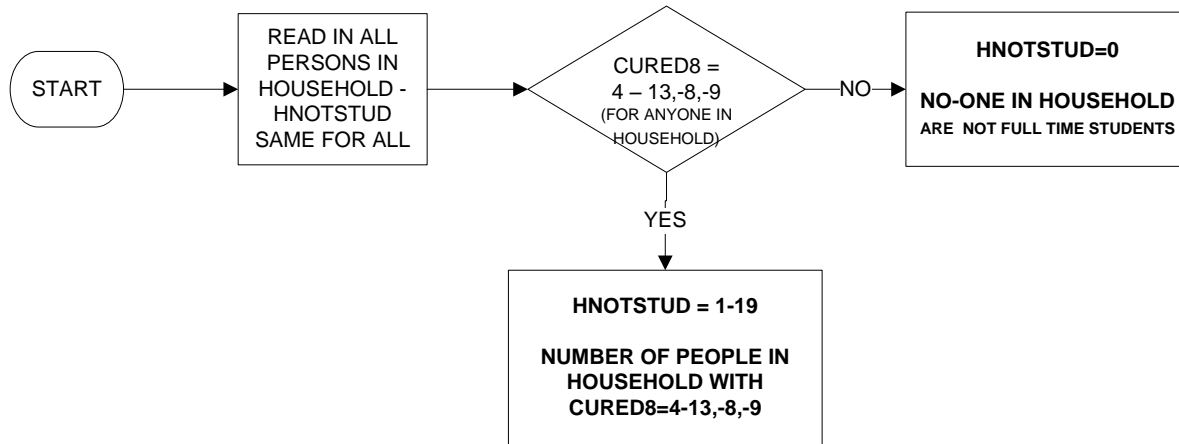 START
READ IN ALL
PERSONS IN
HOUSEHOLD -
HNOTSTUD
SAME FOR ALL
CURED8 =
4 – 13,-8,-9
(FOR ANYONE IN
HOUSEHOLD)
NO
HNOTSTUD=0
NO-ONE IN HOUSEHOLD
ARE NOT FULL TIME STUDENTS
YES
HNOTSTUD = 1-19
NUMBER OF PEOPLE IN
HOUSEHOLD WITH
CURED8=4-13,-8,-9